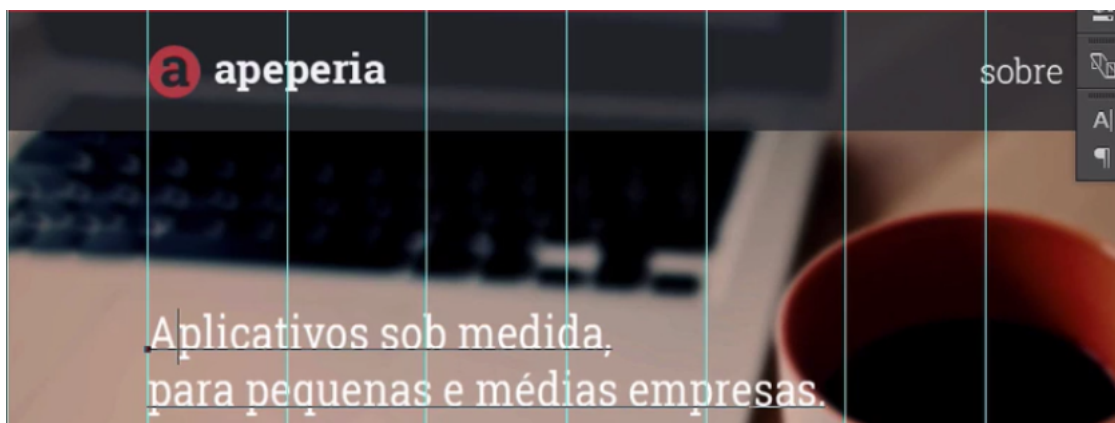 a apeperia
sobre
Aplicativos sob medida,
para pequenas e médias empresas.